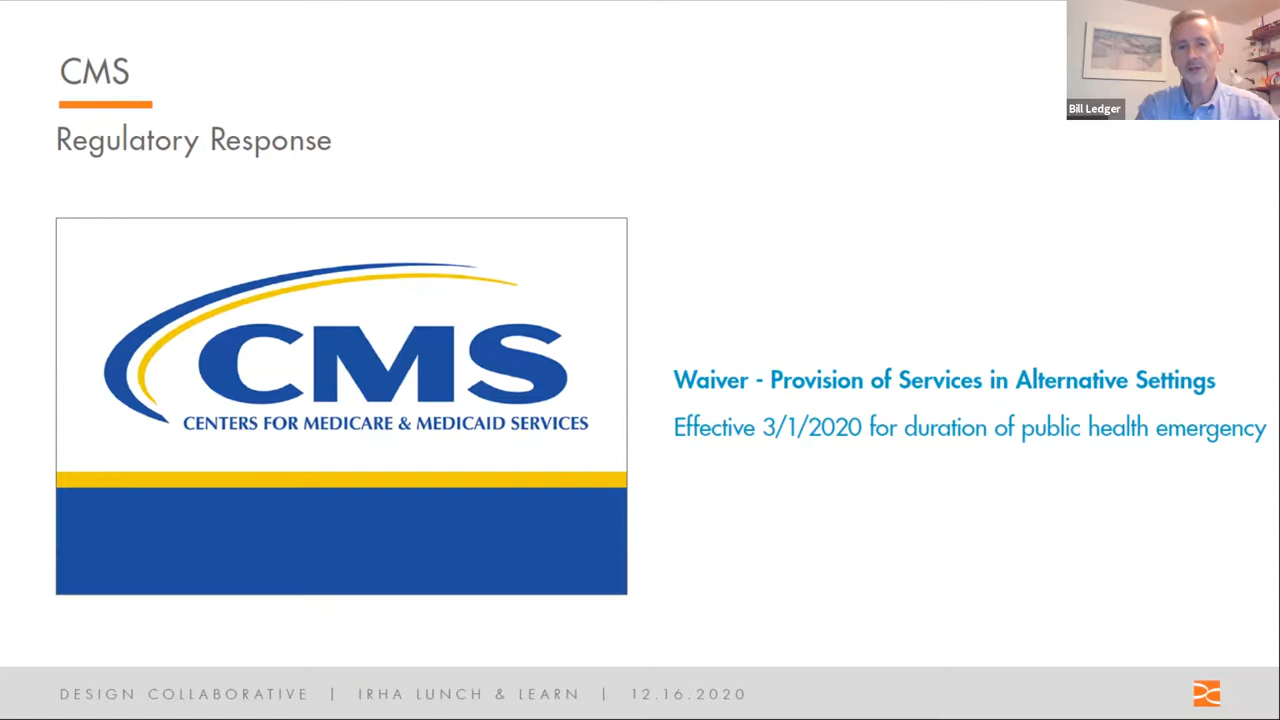 CMS
Regulatory Response
Bill Ledger
CMS
CENTERS FOR MEDICARE & MEDICAID SERVICES
Waiver - Provision of Services in Alternative Settings
Effective 3/1/2020 for duration of public health emergency
DESIGN COLLABORATIVE | IRHA LUNCH & LEARN | 12.16.2020